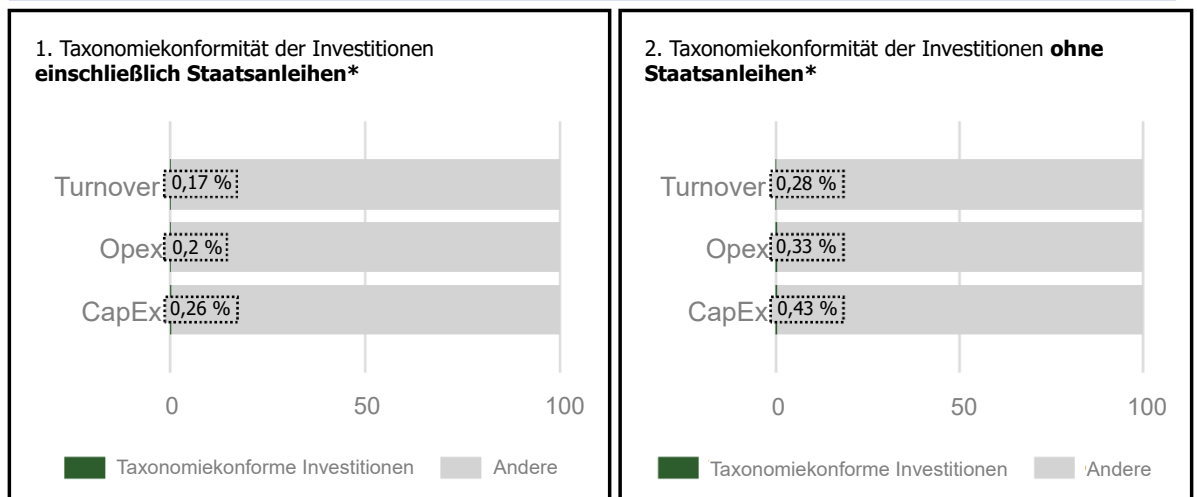 1. Taxonomiekonformität der Investitionen
einschließlich Staatsanleihen*
Turnover 0,17 %
Opex 0,2 %
CapEx 0,26 %
0 50 100
Taxonomiekonforme Investitionen Andere
2. Taxonomiekonformität der Investitionen ohne
Staatsanleihen*
Turnover 0,28 %
Opex 0,33 %
CapEx 0,43 %
0 50 100
Taxonomiekonforme Investitionen Andere